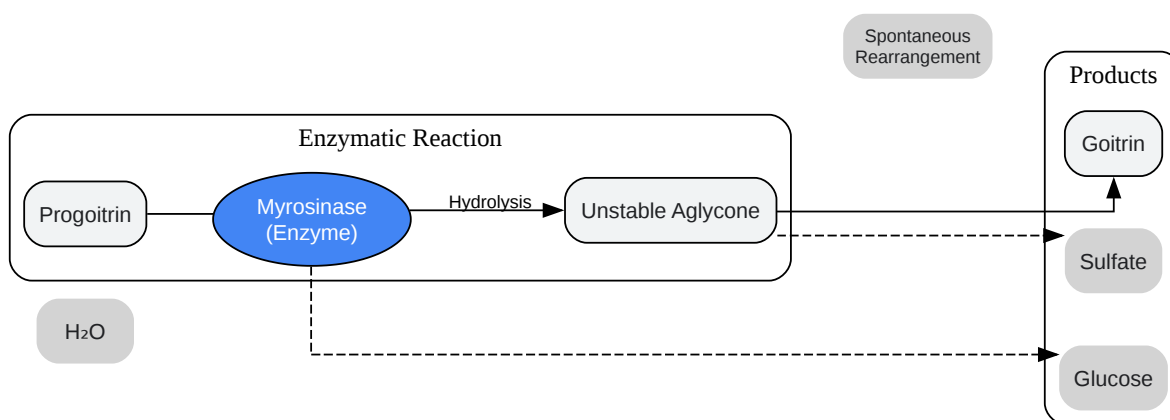 Spontaneous
Rearrangement
Products
Enzymatic Reaction
Goitrin
Progoitrin
Myrosinase
(Enzyme)
Hydrolysis
Unstable Aglycone
Sulfate
H₂O
Glucose